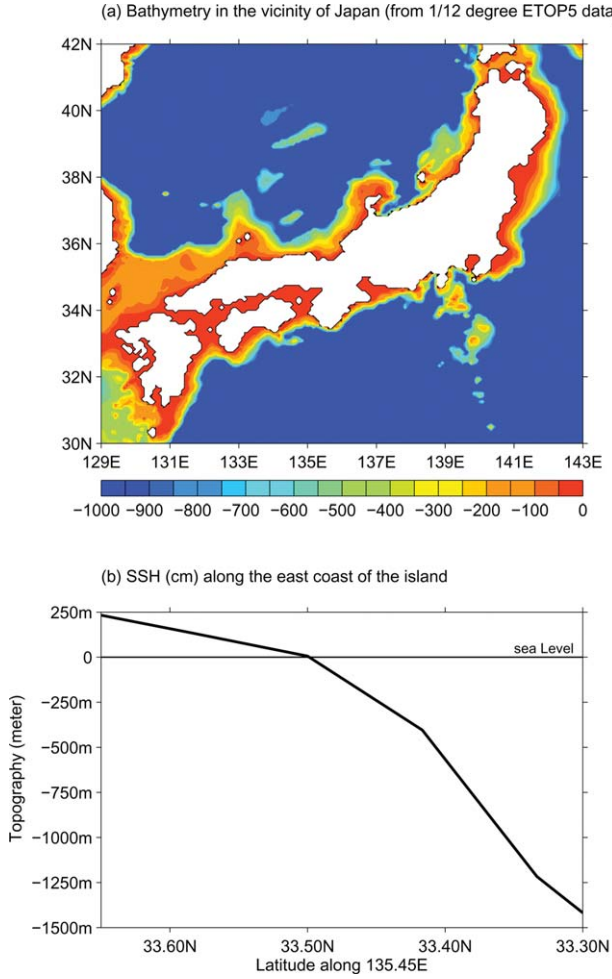 (a) Bathymetry in the vicinity of Japan (from 1/12 degree ETOP5 data
42N
40N
38N
36N
34N
32N
30N
129E 131E 133E 135E 137E 139E 141E 143E
−1000 −900 −800 −700 −600 −500 −400 −300 −200 −100 0
(b) SSH (cm) along the east coast of the island
250m
sea Level
0
−250m
−500m
−750m
−1000m
−1250m
−1500m
Topography (meter)
33.60N 33.50N 33.40N 33.30N
Latitude along 135.45E